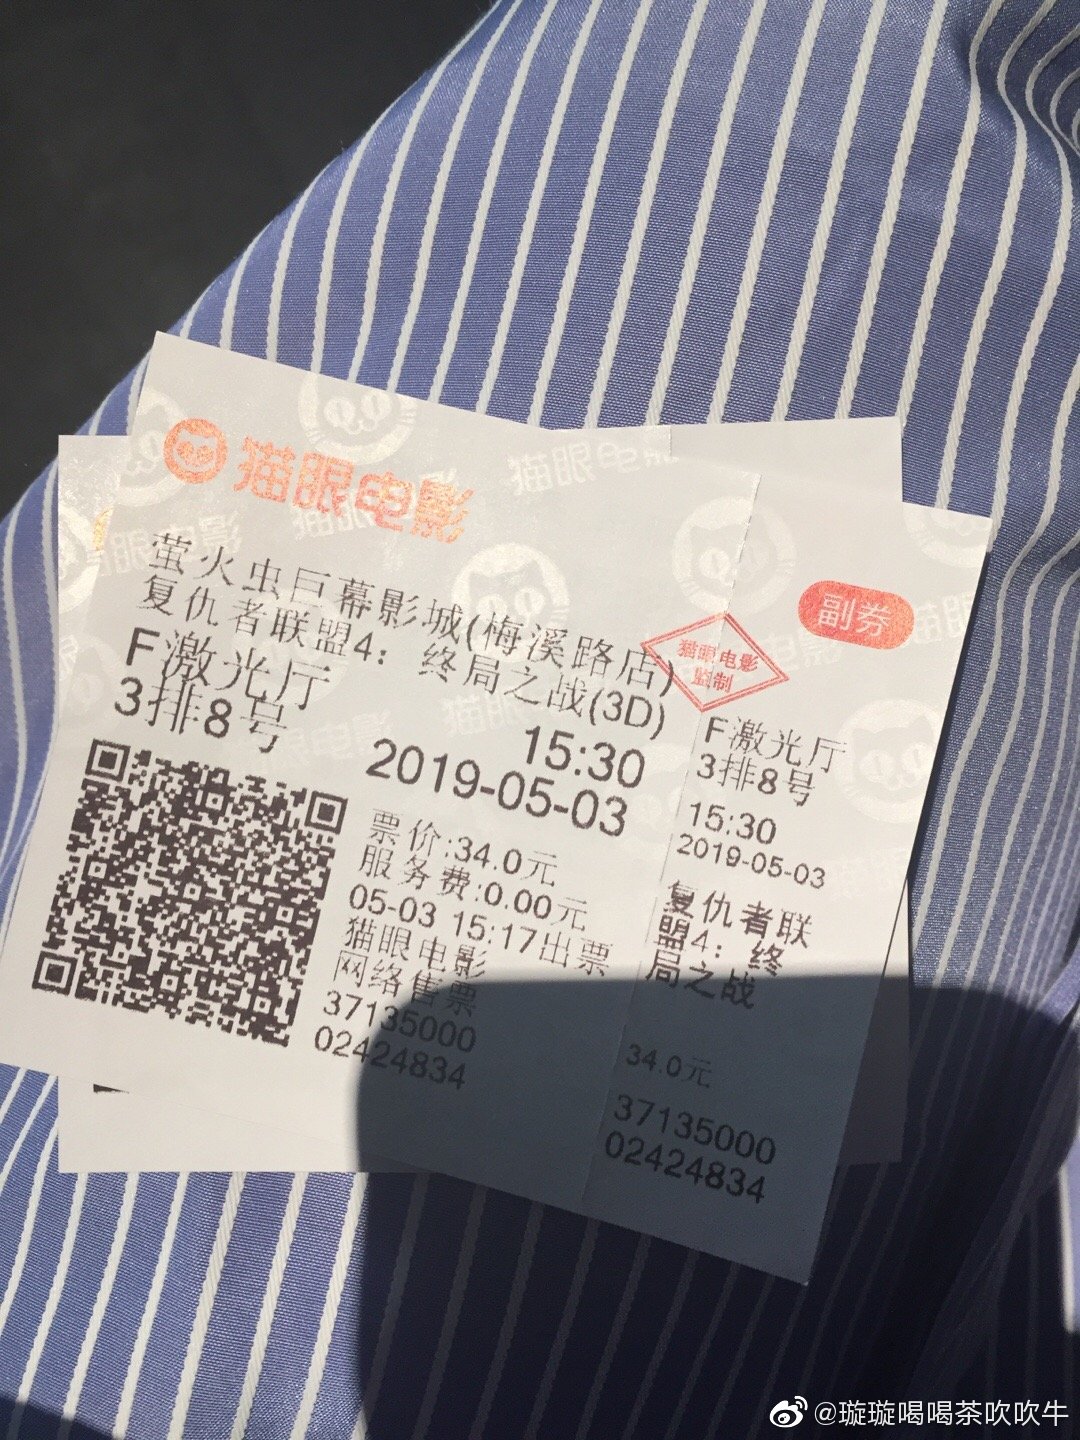 猫眼电影
萤火虫巨幕影城(梅溪路店)
复仇者联盟4：终局之战(3D)
F激光厅
3排8号
15:30
2019-05-03
票价:34.0元
服务费:0.00元
05-03 15:17出票
猫眼电影
网络售票
37135000
02424834
猫眼电影
监制
副券
F激光厅
3排8号
15:30
2019-05-03
复仇者联
盟4：终
局之战
34.0元
37135000
02424834
@璇璇喝喝茶吹吹牛